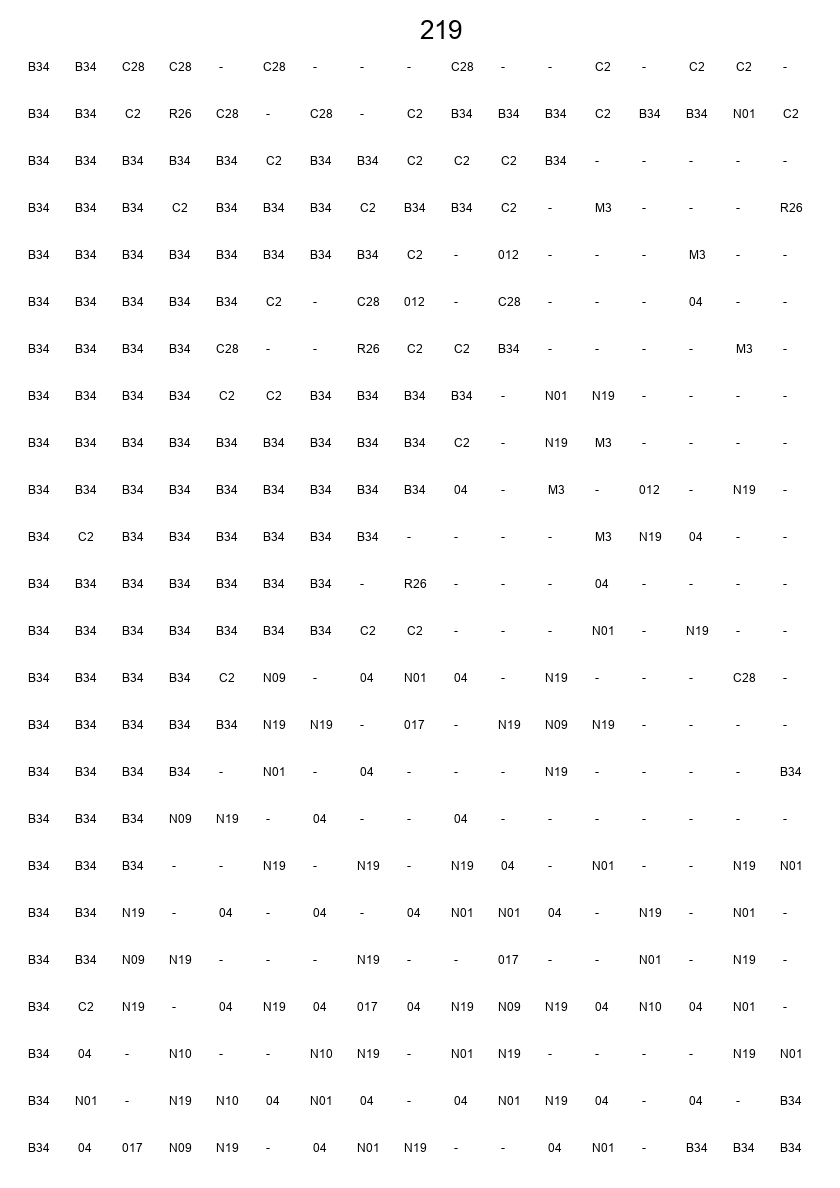 219
B34 B34 C28 C28 - C28 - - - C28 - - C2 - C2 C2 -
B34 B34 C2 R26 C28 - C28 - C2 B34 B34 B34 C2 B34 B34 N01 C2
B34 B34 B34 B34 B34 C2 B34 B34 C2 C2 C2 B34 - - - - -
B34 B34 B34 C2 B34 B34 B34 C2 B34 B34 C2 - M3 - - - R26
B34 B34 B34 B34 B34 B34 B34 B34 C2 - 012 - - - M3 - -
B34 B34 B34 B34 B34 C2 - C28 012 - C28 - - - 04 - -
B34 B34 B34 B34 C28 - - R26 C2 C2 B34 - - - - M3 -
B34 B34 B34 B34 C2 C2 B34 B34 B34 B34 - N01 N19 - - - -
B34 B34 B34 B34 B34 B34 B34 B34 B34 C2 - N19 M3 - - - -
B34 B34 B34 B34 B34 B34 B34 B34 B34 04 - M3 - 012 - N19 -
B34 C2 B34 B34 B34 B34 B34 B34 - - - - M3 N19 04 - -
B34 B34 B34 B34 B34 B34 B34 - R26 - - - 04 - - - -
B34 B34 B34 B34 B34 B34 B34 C2 C2 - - - N01 - N19 - -
B34 B34 B34 B34 C2 N09 - 04 N01 04 - N19 - - - C28 -
B34 B34 B34 B34 B34 N19 N19 - 017 - N19 N09 N19 - - - -
B34 B34 B34 B34 - N01 - 04 - - - N19 - - - - B34
B34 B34 B34 N09 N19 - 04 - - 04 - - - - - - -
B34 B34 B34 - - N19 - N19 - N19 04 - N01 - - N19 N01
B34 B34 N19 - 04 - 04 - 04 N01 N01 04 - N19 - N01 -
B34 B34 N09 N19 - - - N19 - - 017 - - N01 - N19 -
B34 C2 N19 - 04 N19 04 017 04 N19 N09 N19 04 N10 04 N01 -
B34 04 - N10 - - N10 N19 - N01 N19 - - - - N19 N01
B34 N01 - N19 N10 04 N01 04 - 04 N01 N19 04 - 04 - B34
B34 04 017 N09 N19 - 04 N01 N19 - - 04 N01 - B34 B34 B34